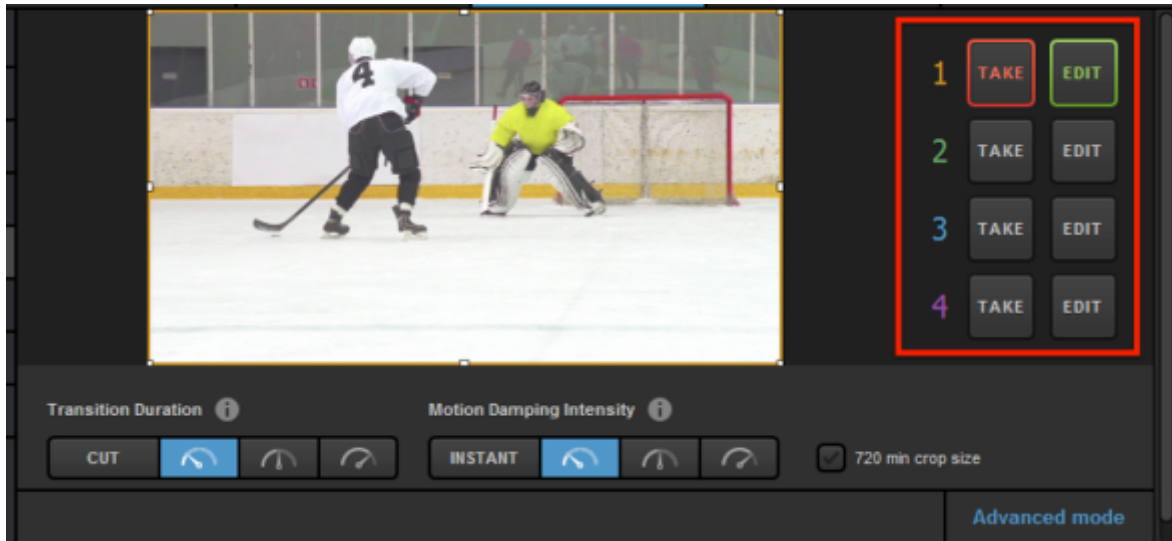 4
1 TAKE EDIT
2 TAKE EDIT
3 TAKE EDIT
4 TAKE EDIT
Transition Duration i
Motion Damping Intensity i
CUT
INSTANT
720 min crop size
Advanced mode